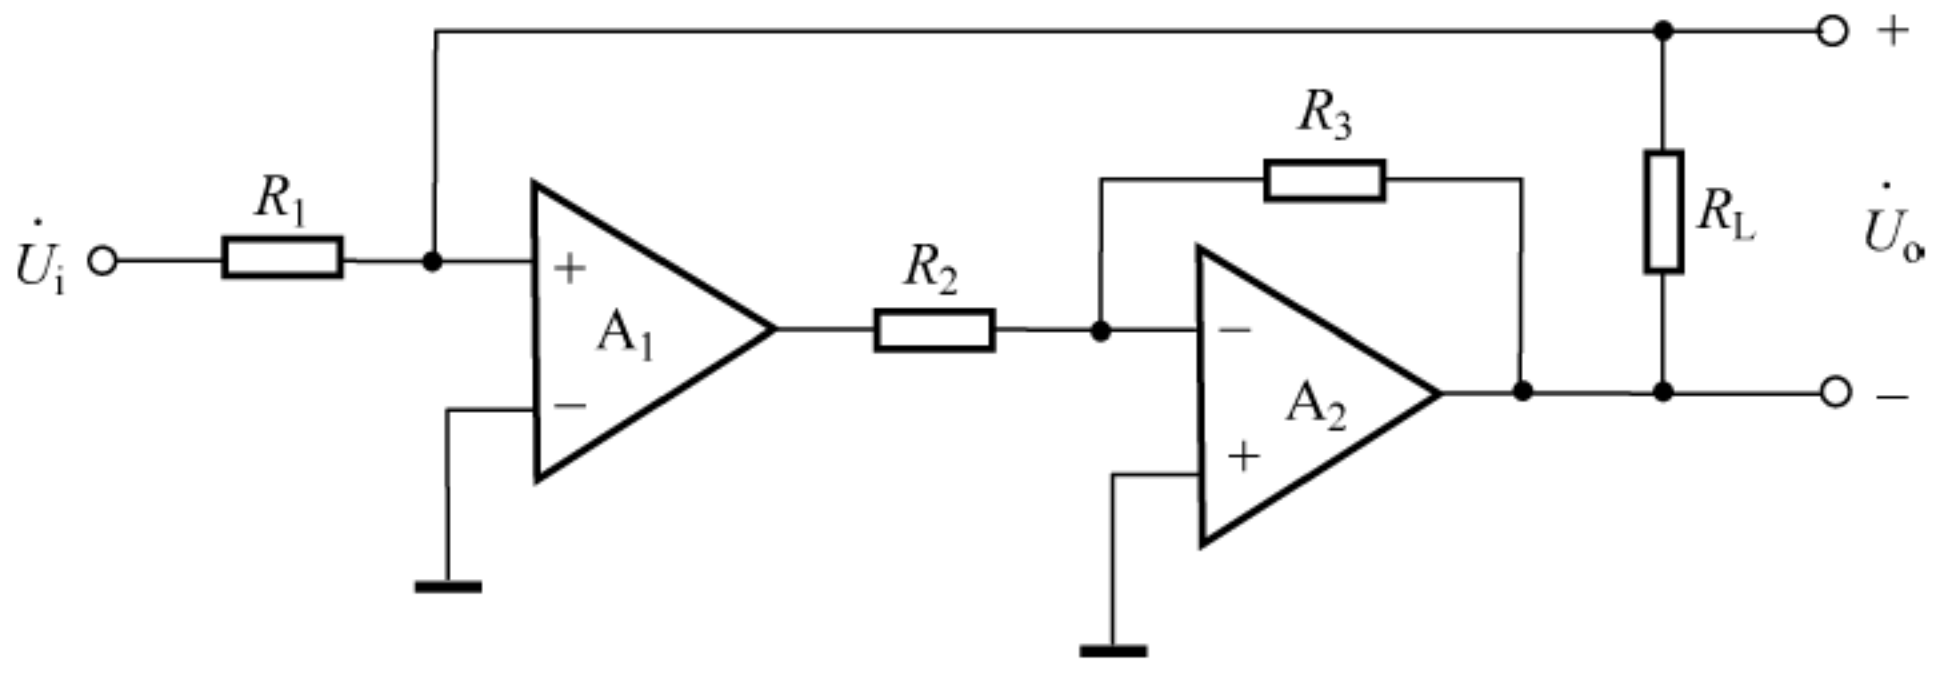 +
R3
R1
U̇i
+
A1
−
R2
−
A2
+
RL
U̇o
−